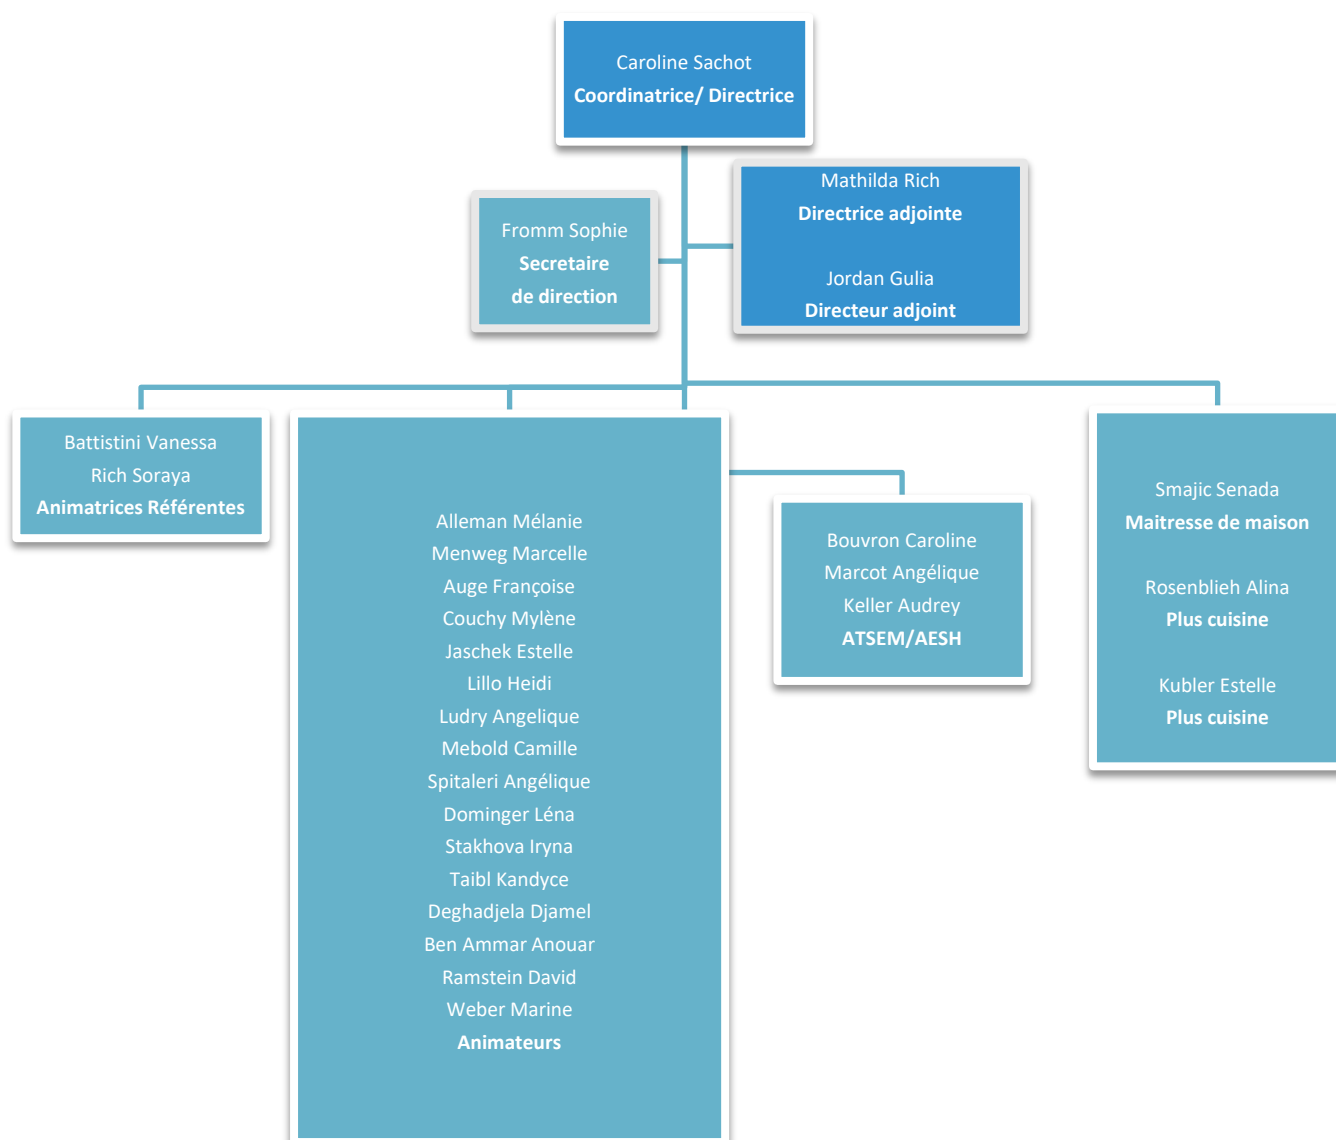 Caroline Sachot
Coordinatrice/ Directrice
Mathilda Rich
Directrice adjointe
Jordan Gulia
Directeur adjoint
Fromm Sophie
Secretaire
de direction
Battistini Vanessa
Rich Soraya
Animatrices Référentes
Alleman Mélanie
Menweg Marcelle
Auge Françoise
Couchy Mylène
Jaschek Estelle
Lillo Heidi
Ludry Angelique
Mebold Camille
Spitaleri Angélique
Dominger Léna
Stakhova Iryna
Taibl Kandyce
Deghadjela Djamel
Ben Ammar Anouar
Ramstein David
Weber Marine
Animateurs
Bouvron Caroline
Marcot Angélique
Keller Audrey
ATSEM/AESH
Smajic Senada
Maitresse de maison
Rosenblieh Alina
Plus cuisine
Kubler Estelle
Plus cuisine